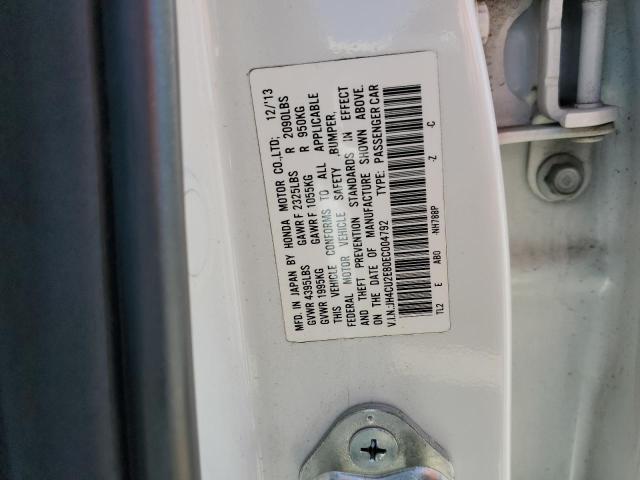 MFD. IN JAPAN BY HONDA MOTOR CO.,LTD. 12/'13
GVWR 4395LBS GAWR F 2325LBS R 2090LBS
GVWR 1995KG GAWR F 1055KG R 950KG
THIS VEHICLE CONFORMS TO ALL APPLICABLE
FEDERAL MOTOR VEHICLE SAFETY, BUMPER,
AND THEFT PREVENTION STANDARDS IN EFFECT
ON THE DATE OF MANUFACTURE SHOWN ABOVE.
V.I.N.:JH4CU2E80EC004792 TYPE: PASSENGER CAR
TL2 E AB0 -NH788P -Z -C